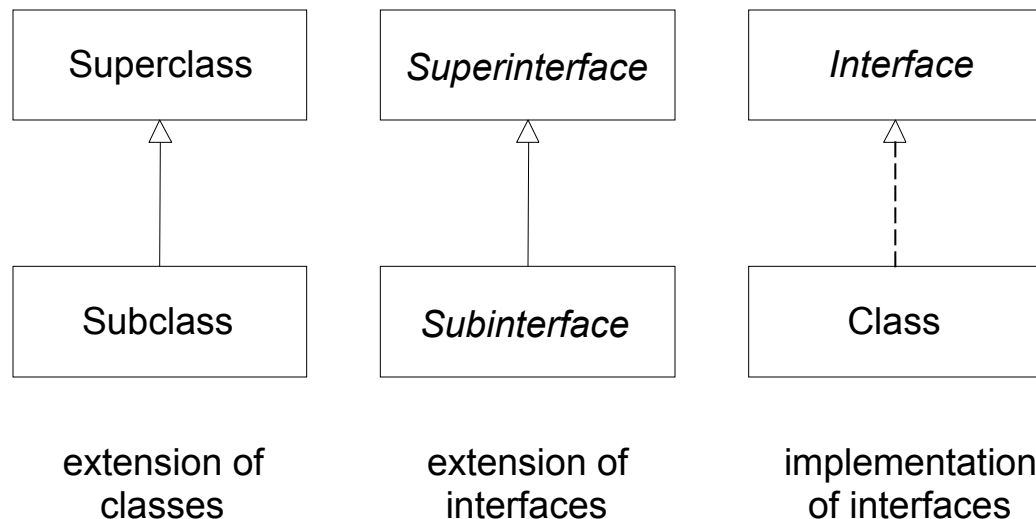 Superclass
Superinterface
Interface
Subclass
Subinterface
Class
extension of
classes
extension of
interfaces
implementation
of interfaces